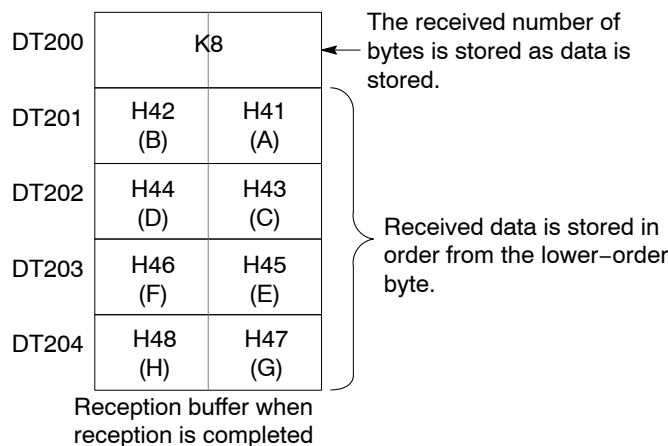 DT200
K8
The received number of
bytes is stored as data is
stored.
DT201
H42
(B)
H41
(A)
DT202
H44
(D)
H43
(C)
Received data is stored in
order from the lower–order
byte.
DT203
H46
(F)
H45
(E)
DT204
H48
(H)
H47
(G)
Reception buffer when
reception is completed